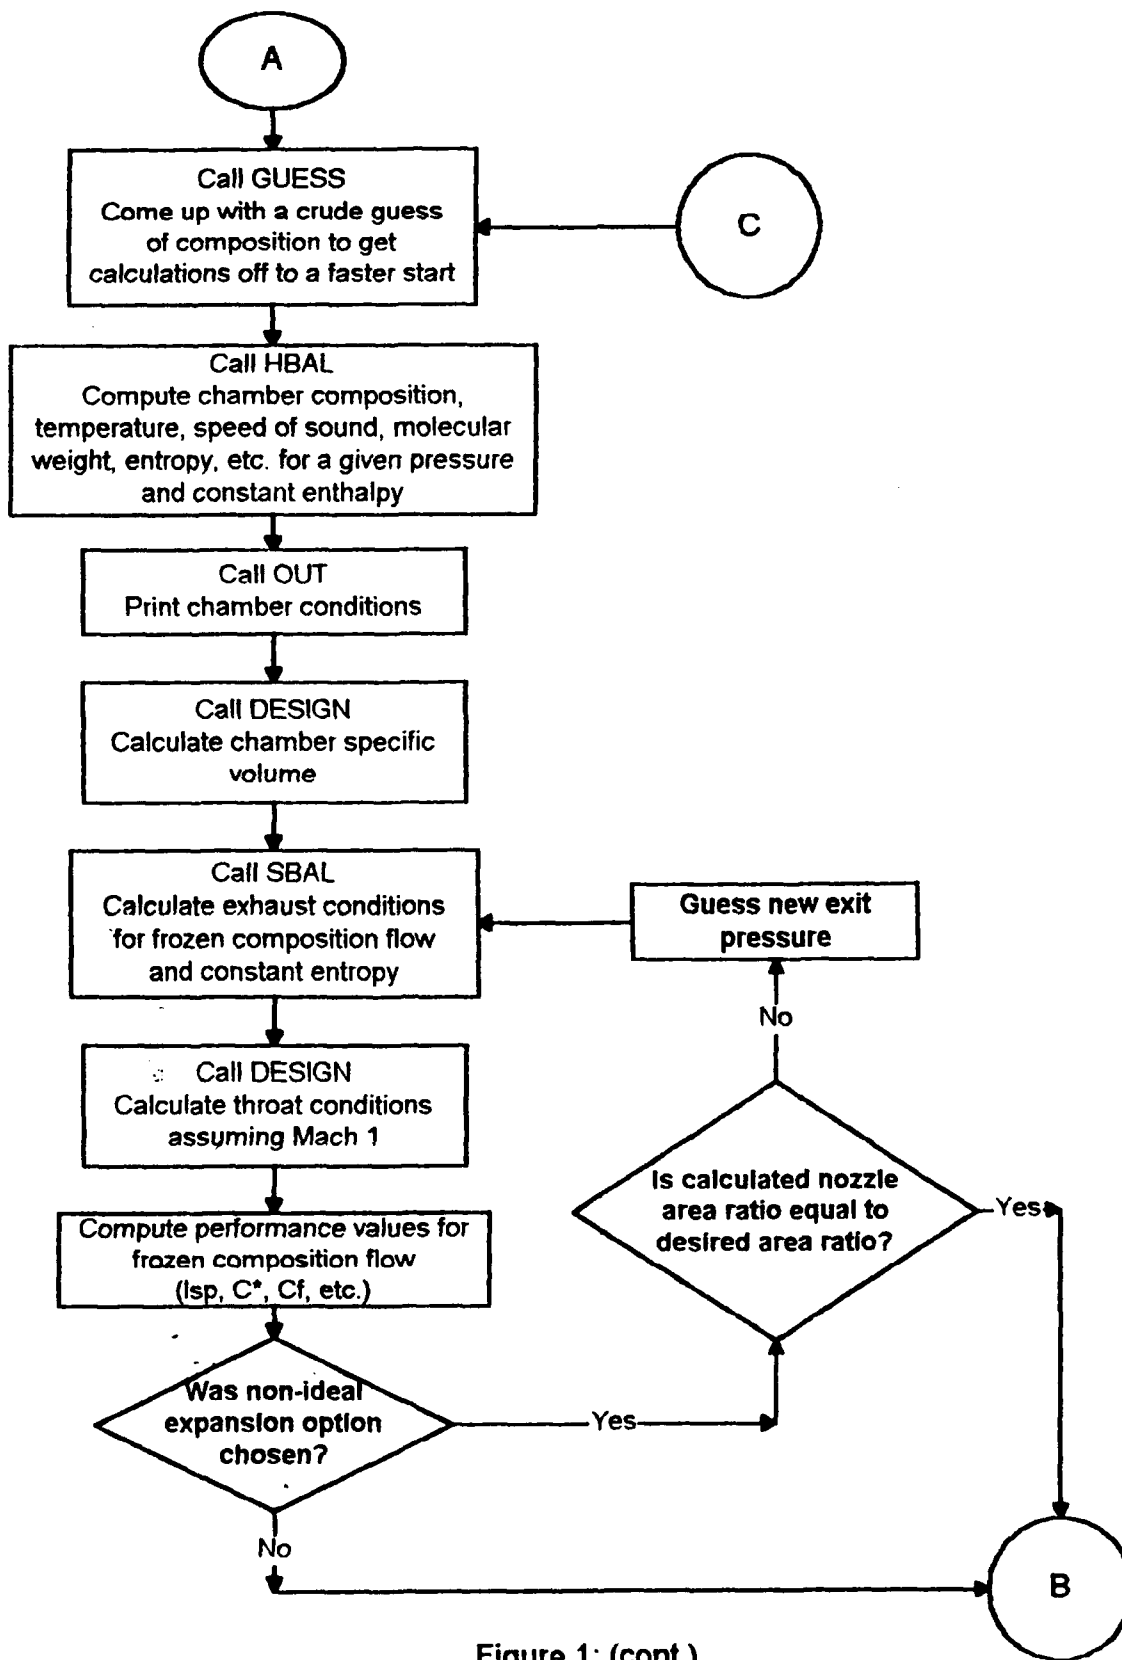 A
Call GUESS
Come up with a crude guess
of composition to get
calculations off to a faster start
C
Call HBAL
Compute chamber composition,
temperature, speed of sound, molecular
weight, entropy, etc. for a given pressure
and constant enthalpy
Call OUT
Print chamber conditions
Call DESIGN
Calculate chamber specific
volume
Call SBAL
Calculate exhaust conditions
for frozen composition flow
and constant entropy
Guess new exit
pressure
No
Call DESIGN
Calculate throat conditions
assuming Mach 1
Is calculated nozzle
area ratio equal to
desired area ratio?
Yes
Compute performance values for
frozen composition flow
(Isp, C*, Cf, etc.)
Was non-ideal
expansion option
chosen?
Yes
No
B
Figure 1: (cont.)